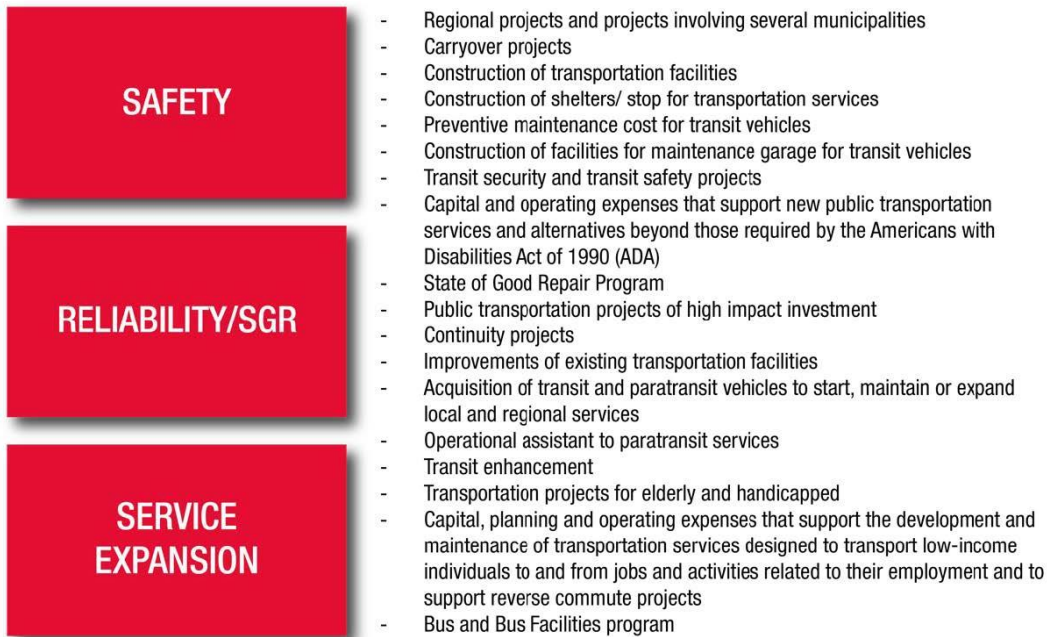 SAFETY
RELIABILITY/SGR
SERVICE
EXPANSION
- Regional projects and projects involving several municipalities
- Carryover projects
- Construction of transportation facilities
- Construction of shelters/ stop for transportation services
- Preventive maintenance cost for transit vehicles
- Construction of facilities for maintenance garage for transit vehicles
- Transit security and transit safety projects
- Capital and operating expenses that support new public transportation
services and alternatives beyond those required by the Americans with
Disabilities Act of 1990 (ADA)
- State of Good Repair Program
- Public transportation projects of high impact investment
- Continuity projects
- Improvements of existing transportation facilities
- Acquisition of transit and paratransit vehicles to start, maintain or expand
local and regional services
- Operational assistant to paratransit services
- Transit enhancement
- Transportation projects for elderly and handicapped
- Capital, planning and operating expenses that support the development and
maintenance of transportation services designed to transport low-income
individuals to and from jobs and activities related to their employment and to
support reverse commute projects
- Bus and Bus Facilities program